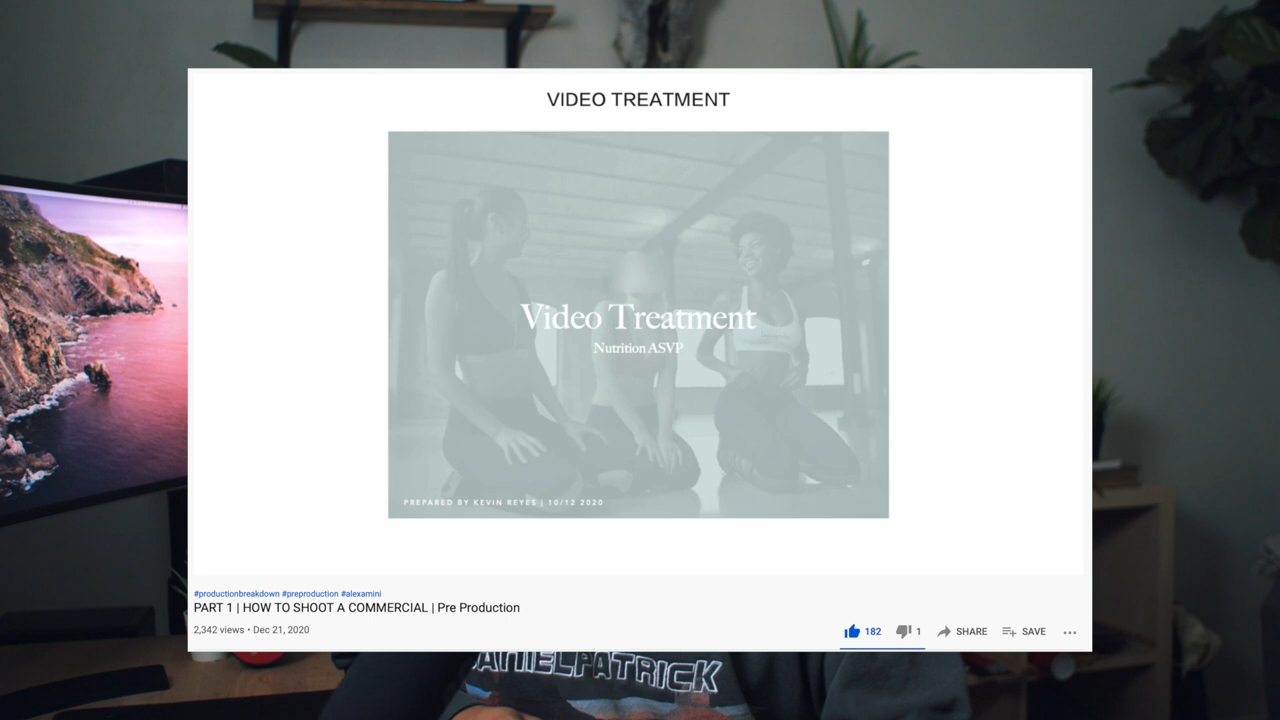 VIDEO TREATMENT
Video Treatment
Nutrition ASVP
PREPARED BY KEVIN REYES | 10/12 2020
#productionbreakdown #preproduction #alexamini
PART 1 | HOW TO SHOOT A COMMERCIAL | Pre Production
2,342 views • Dec 21, 2020
182 1 SHARE SAVE
DANIELPATRICK